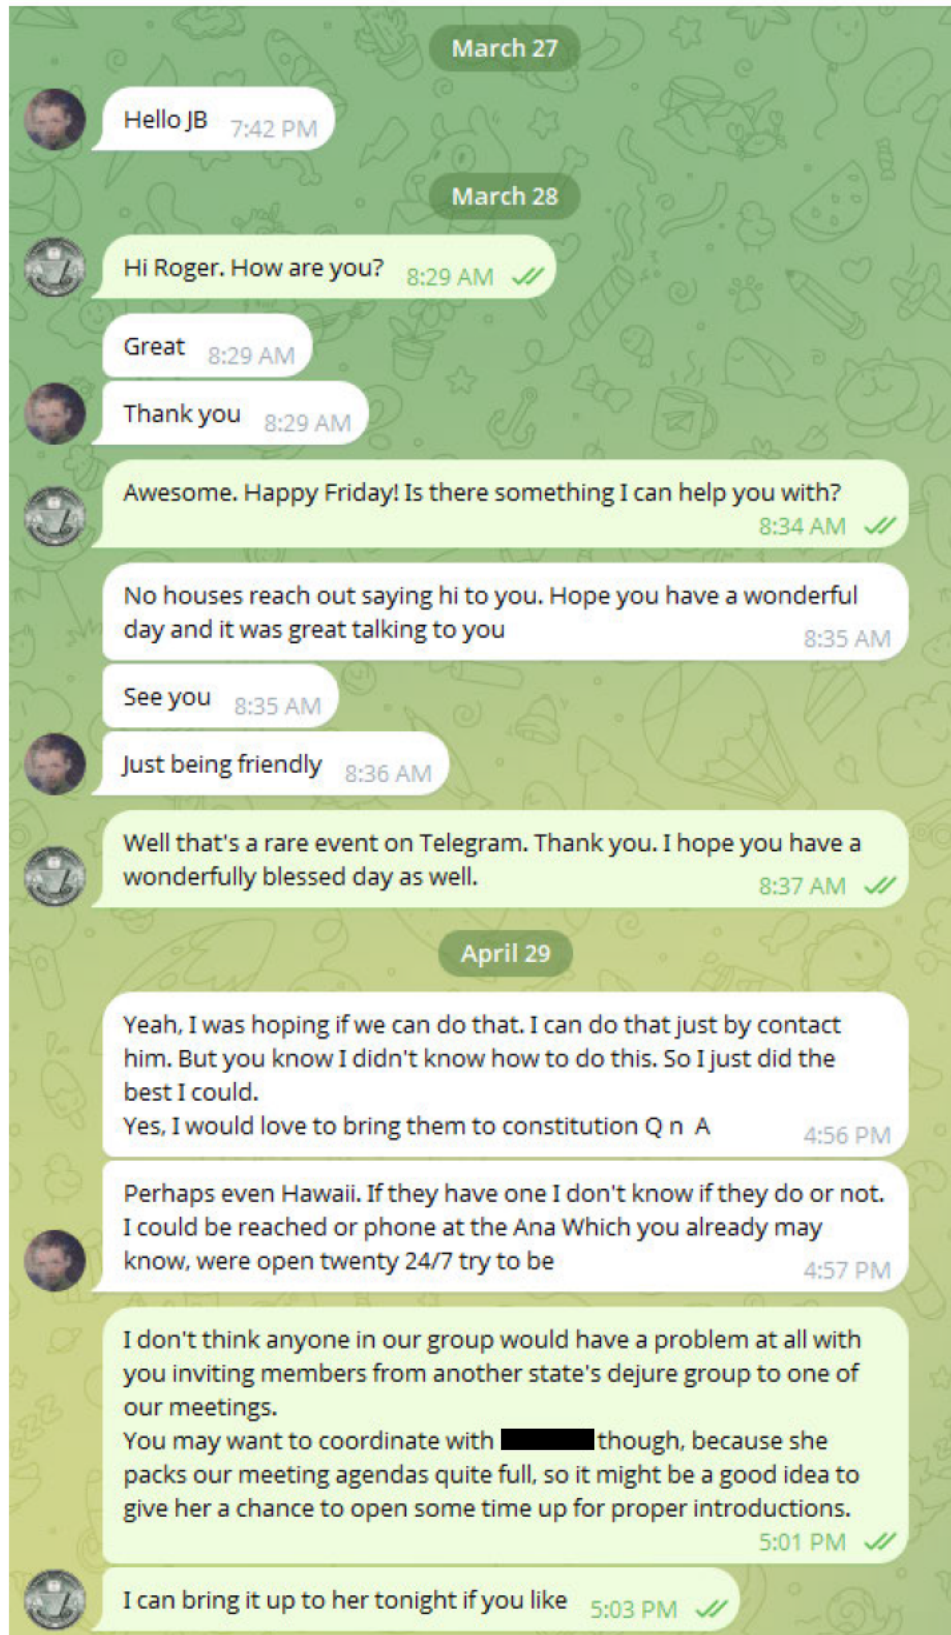 March 27
Hello JB 7:42 PM
March 28
Hi Roger. How are you? 8:29 AM
Great 8:29 AM
Thank you 8:29 AM
Awesome. Happy Friday! Is there something I can help you with?
8:34 AM
No houses reach out saying hi to you. Hope you have a wonderful
day and it was great talking to you 8:35 AM
See you 8:35 AM
Just being friendly 8:36 AM
Well that's a rare event on Telegram. Thank you. I hope you have a
wonderfully blessed day as well. 8:37 AM
April 29
Yeah, I was hoping if we can do that. I can do that just by contact
him. But you know I didn't know how to do this. So I just did the
best I could.
Yes, I would love to bring them to constitution Q n A 4:56 PM
Perhaps even Hawaii. If they have one I don't know if they do or not.
I could be reached or phone at the Ana Which you already may
know, were open twenty 24/7 try to be 4:57 PM
I don't think anyone in our group would have a problem at all with
you inviting members from another state's dejure group to one of
our meetings.
You may want to coordinate with though, because she
packs our meeting agendas quite full, so it might be a good idea to
give her a chance to open some time up for proper introductions.
5:01 PM
I can bring it up to her tonight if you like 5:03 PM